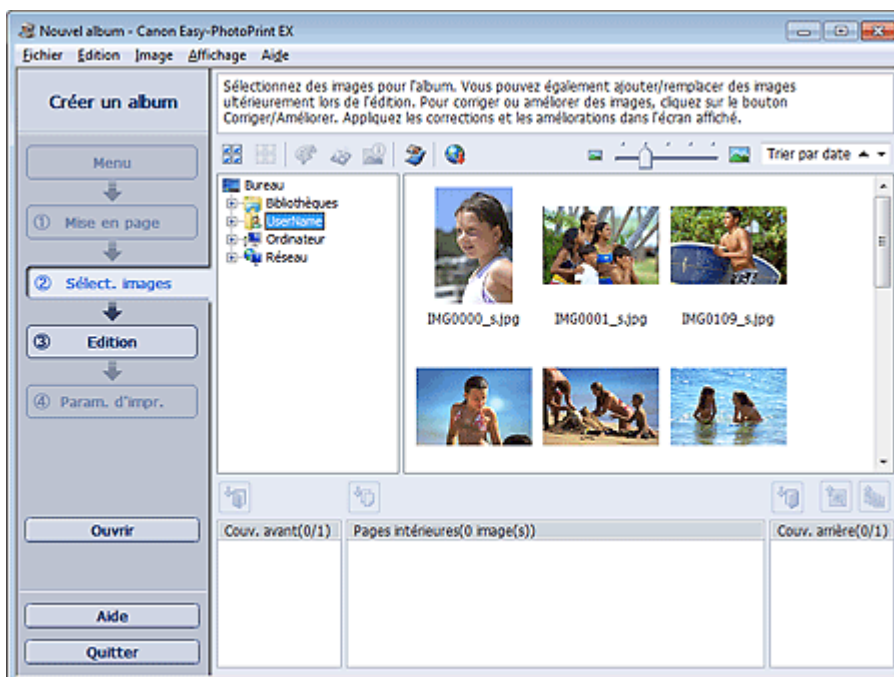 Nouvel album - Canon Easy-PhotoPrint EX
Fichier Edition Image Affichage Aide
Créer un album
Sélectionnez des images pour l'album. Vous pouvez également ajouter/remplacer des images
ultérieurement lors de l'édition. Pour corriger ou améliorer des images, cliquez sur le bouton
Corriger/Améliorer. Appliquez les corrections et les améliorations dans l'écran affiché.
Menu
① Mise en page
② Sélect. images
③ Edition
④ Param. d'impr.
Ouvrir
Aide
Quitter
Trier par date
Bureau
Bibliothèques
UserName
Ordinateur
Réseau
IMG0000_s.jpg IMG0001_s.jpg IMG0109_s.jpg
Couv. avant(0/1) Pages intérieures(0 image(s)) Couv. arrière(0/1)